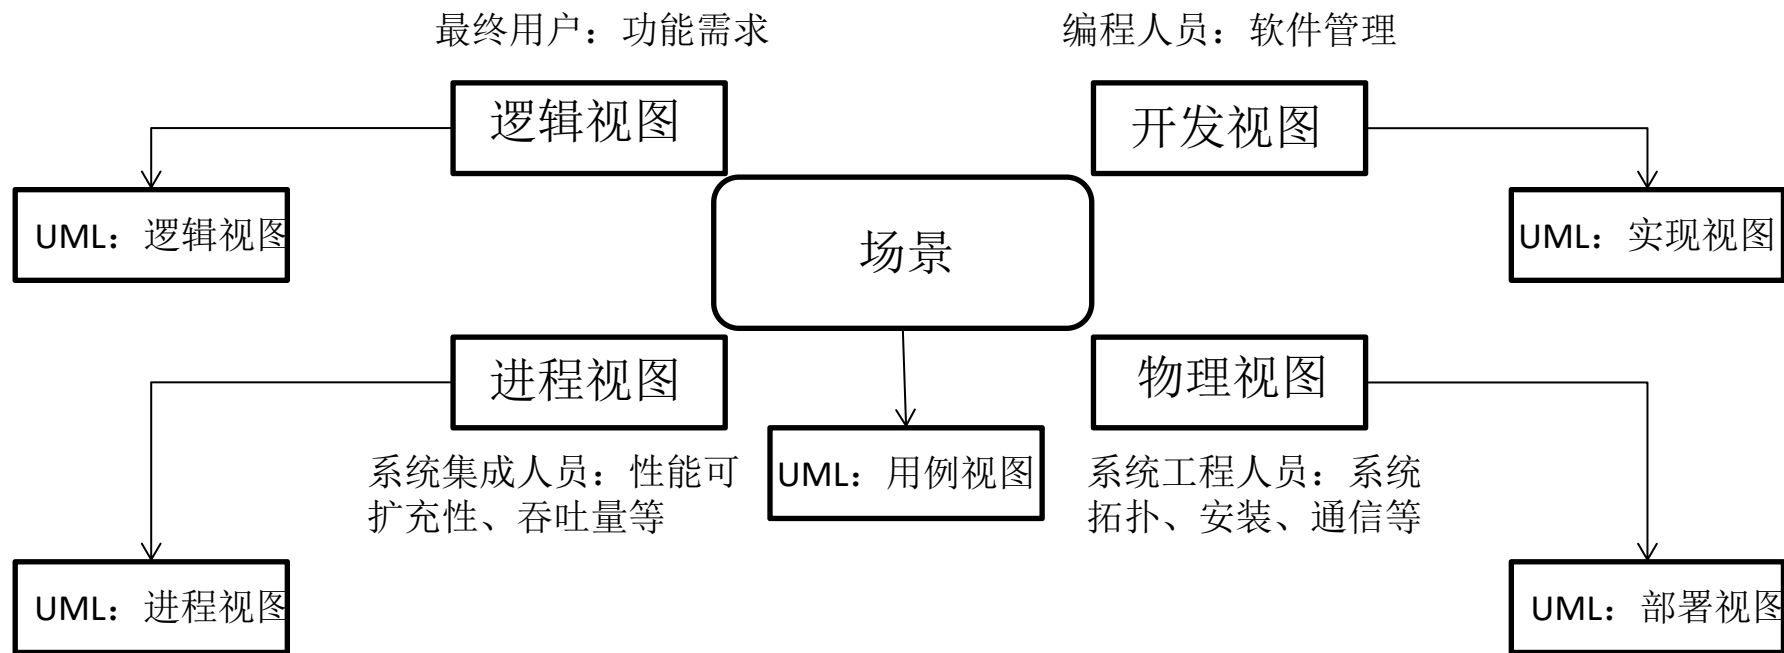 最终用户：功能需求
编程人员：软件管理
逻辑视图
开发视图
UML：逻辑视图
场景
UML：实现视图
进程视图
物理视图
系统集成人员：性能可
扩充性、吞吐量等
UML：用例视图
系统工程人员：系统
拓扑、安装、通信等
UML：进程视图
UML：部署视图